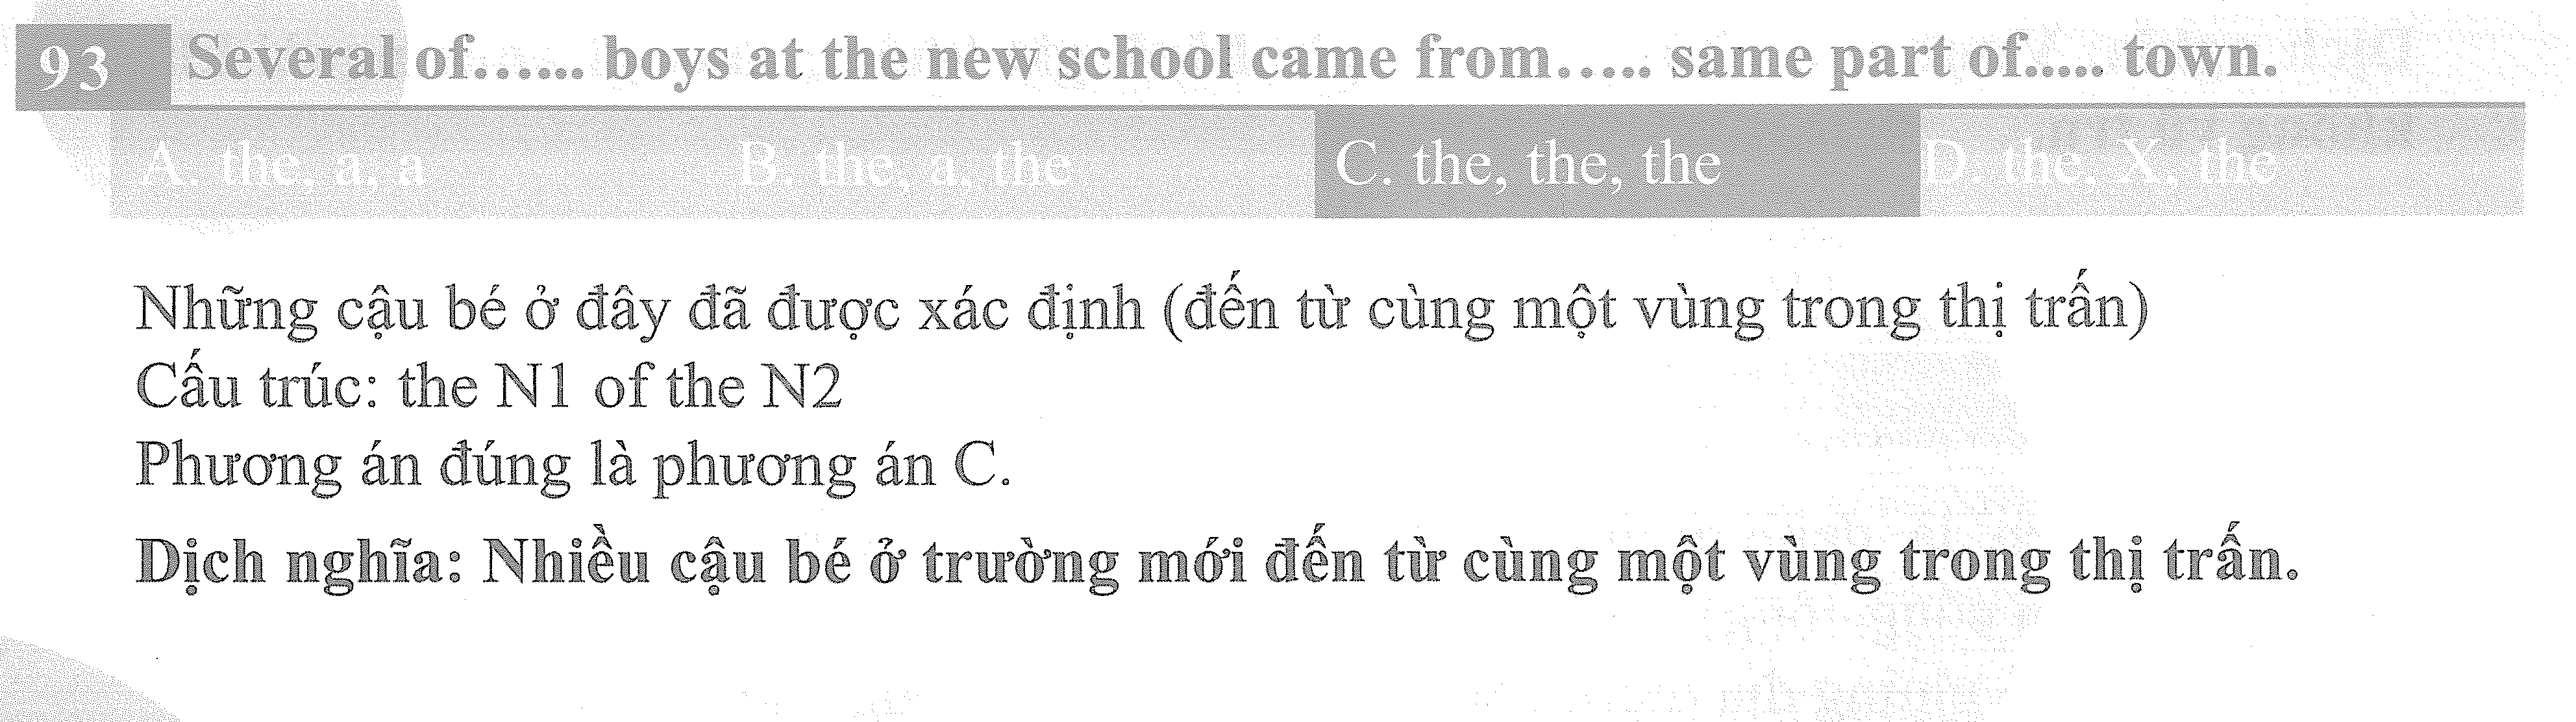 93 Several of...... boys at the new school came from..... same part of..... town.
A. the, a, a B. the, a, the C. the, the, the D. the, X, the
Những cậu bé ở đây đã được xác định (đến từ cùng một vùng trong thị trấn)
Cấu trúc: the N1 of the N2
Phương án đúng là phương án C.
Dịch nghĩa: Nhiều cậu bé ở trường mới đến từ cùng một vùng trong thị trấn.